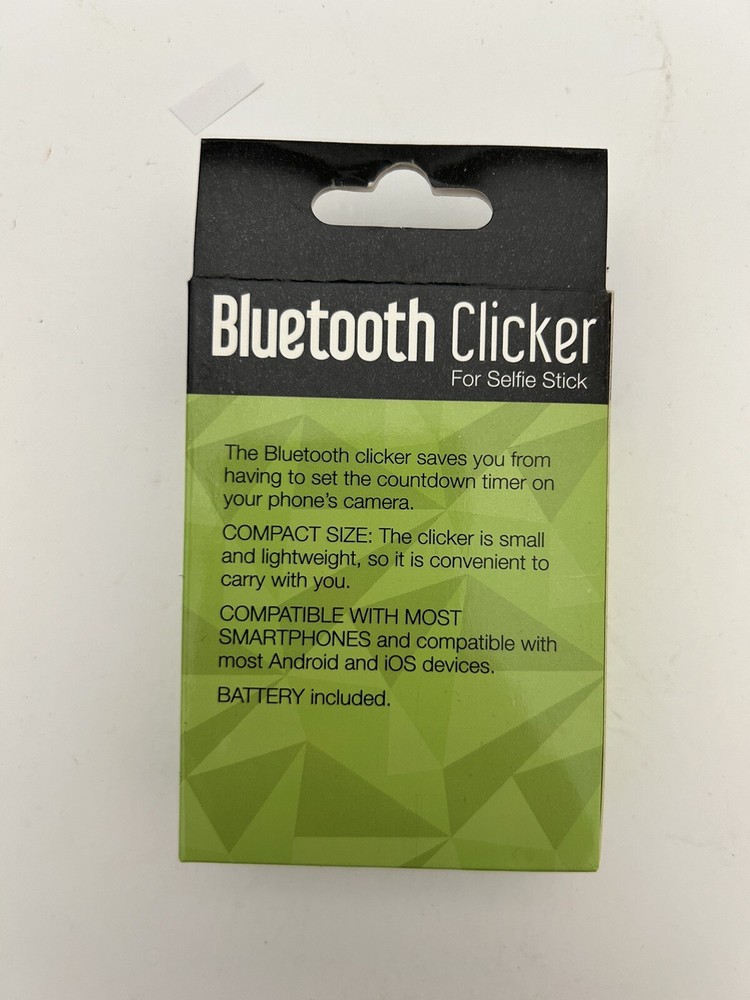 Bluetooth Clicker
For Selfie Stick
The Bluetooth clicker saves you from
having to set the countdown timer on
your phone's camera.
COMPACT SIZE: The clicker is small
and lightweight, so it is convenient to
carry with you.
COMPATIBLE WITH MOST
SMARTPHONES and compatible with
most Android and iOS devices.
BATTERY included.